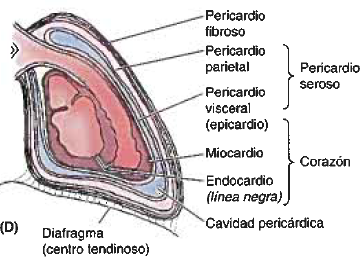 Pericardio
fibroso
Pericardio
parietal
Pericardio
seroso
Pericardio
visceral
(epicardio)
Miocardio
Corazón
Endocardio
(línea negra)
Cavidad pericárdica
(D)
Diafragma
(centro tendinoso)